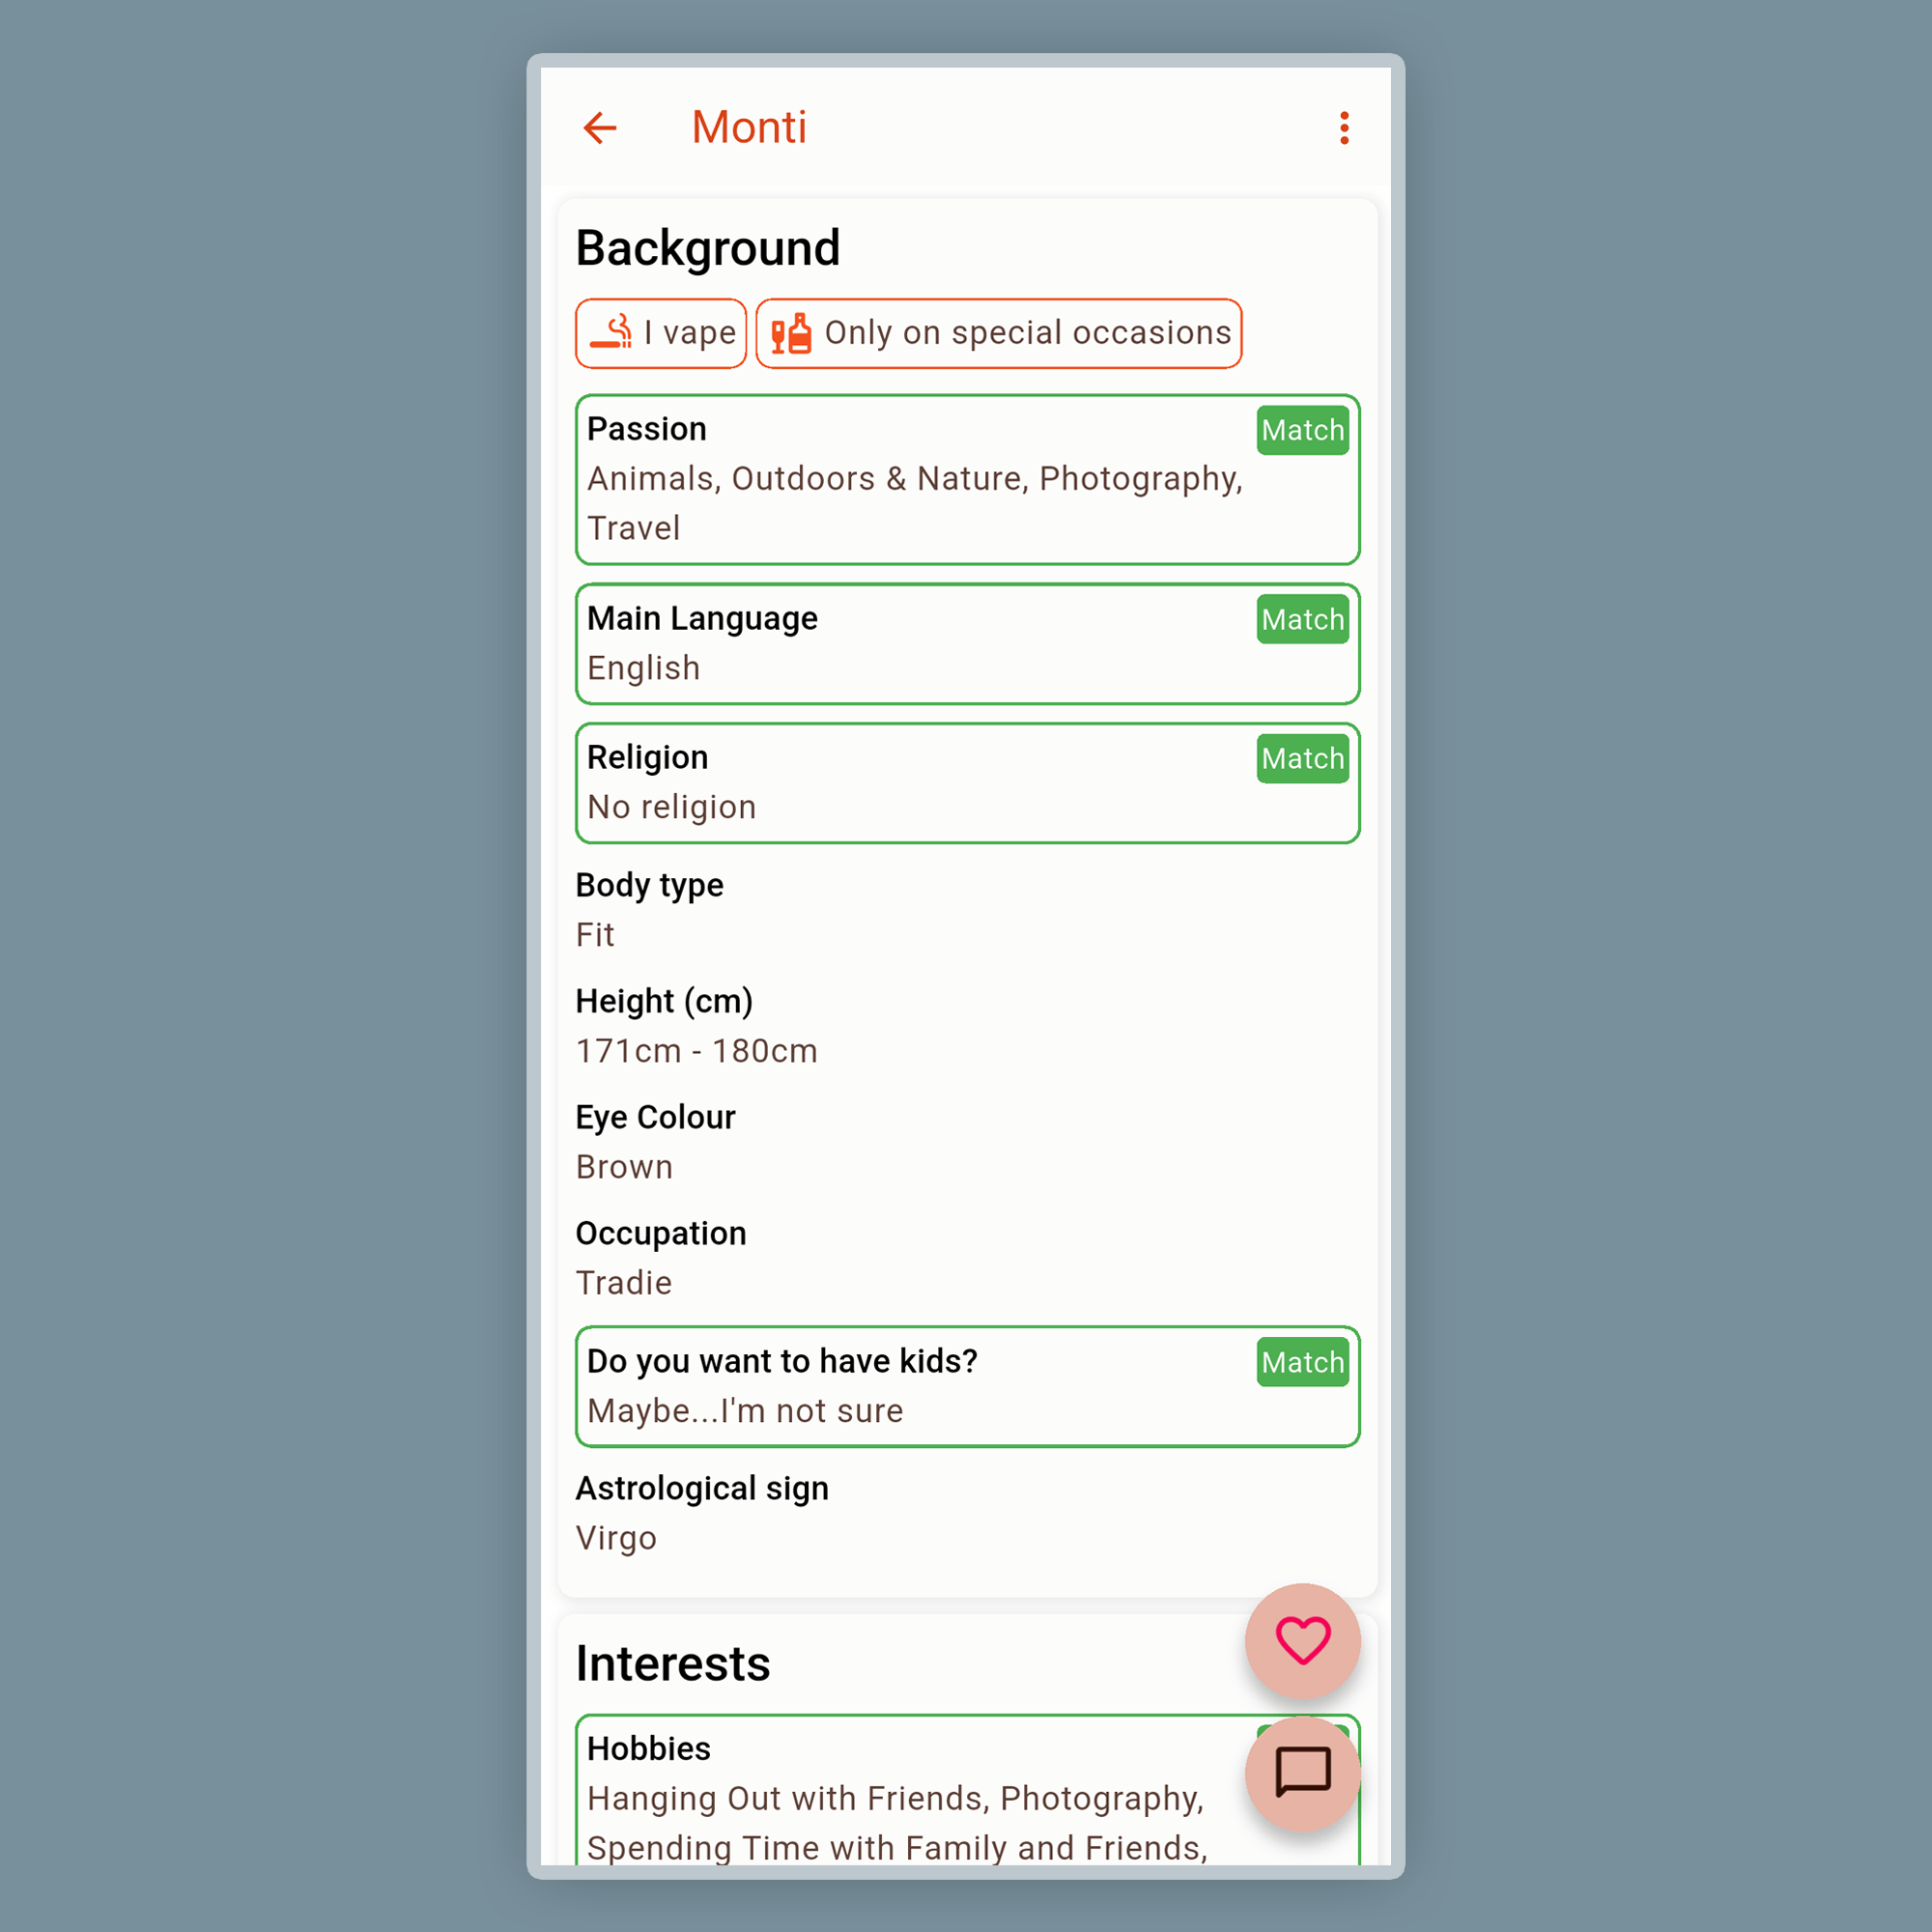 Monti
Background
I vape
Only on special occasions
Passion
Match
Animals, Outdoors & Nature, Photography,
Travel
Main Language
Match
English
Religion
Match
No religion
Body type
Fit
Height (cm)
171cm - 180cm
Eye Colour
Brown
Occupation
Tradie
Do you want to have kids?
Match
Maybe...I'm not sure
Astrological sign
Virgo
Interests
Hobbies
Hanging Out with Friends, Photography,
Spending Time with Family and Friends,